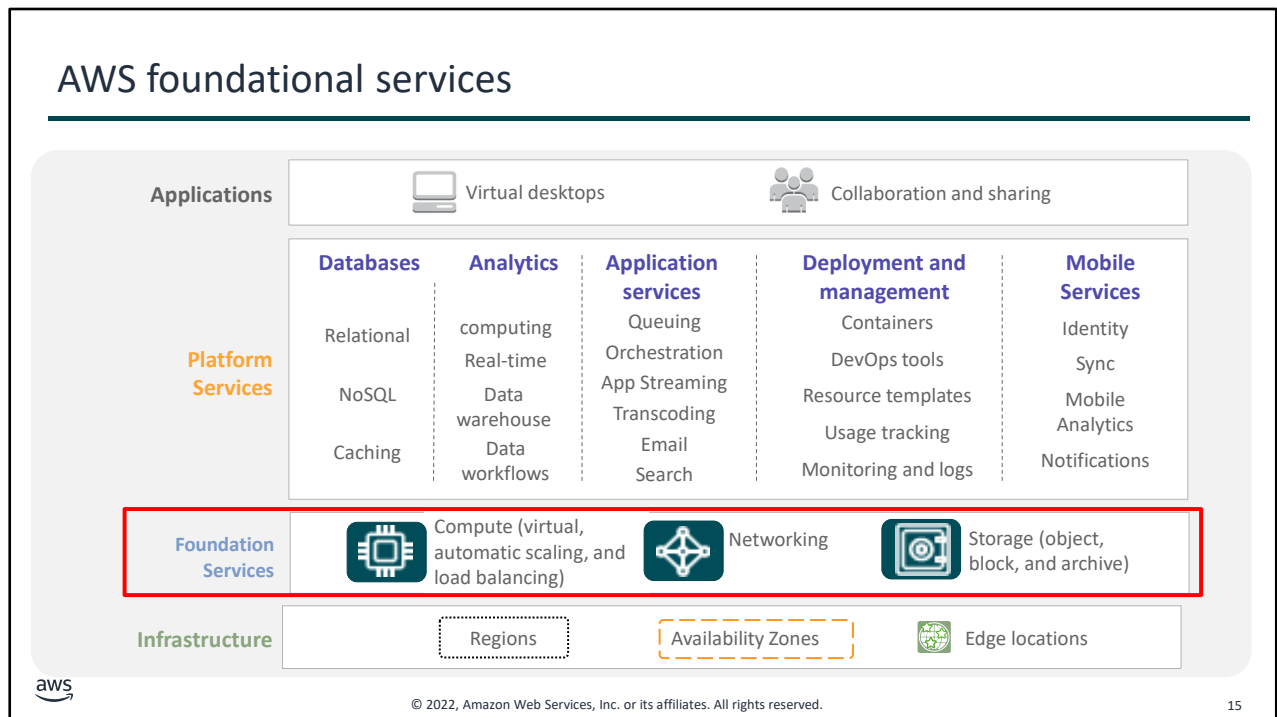 AWS foundational services
Applications
Virtual desktops
Collaboration and sharing
Platform
Services
Databases
Relational
NoSQL
Caching
Analytics
computing
Real-time
Data
warehouse
Data
workflows
Application
services
Queuing
Orchestration
App Streaming
Transcoding
Email
Search
Deployment and
management
Containers
DevOps tools
Resource templates
Usage tracking
Monitoring and logs
Mobile
Services
Identity
Sync
Mobile
Analytics
Notifications
Foundation
Services
Compute (virtual,
automatic scaling, and
load balancing)
Networking
Storage (object,
block, and archive)
Infrastructure
Regions
Availability Zones
Edge locations
aws
© 2022, Amazon Web Services, Inc. or its affiliates. All rights reserved.
15